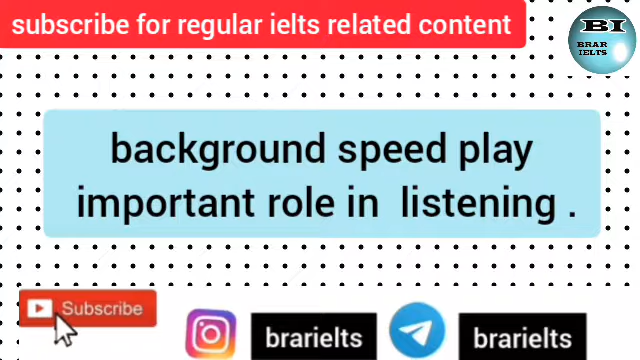 subscribe for regular ielts related content
BI
BRAR
IELTS
background speed play
important role in listening .
Subscribe
brarielts
brarielts